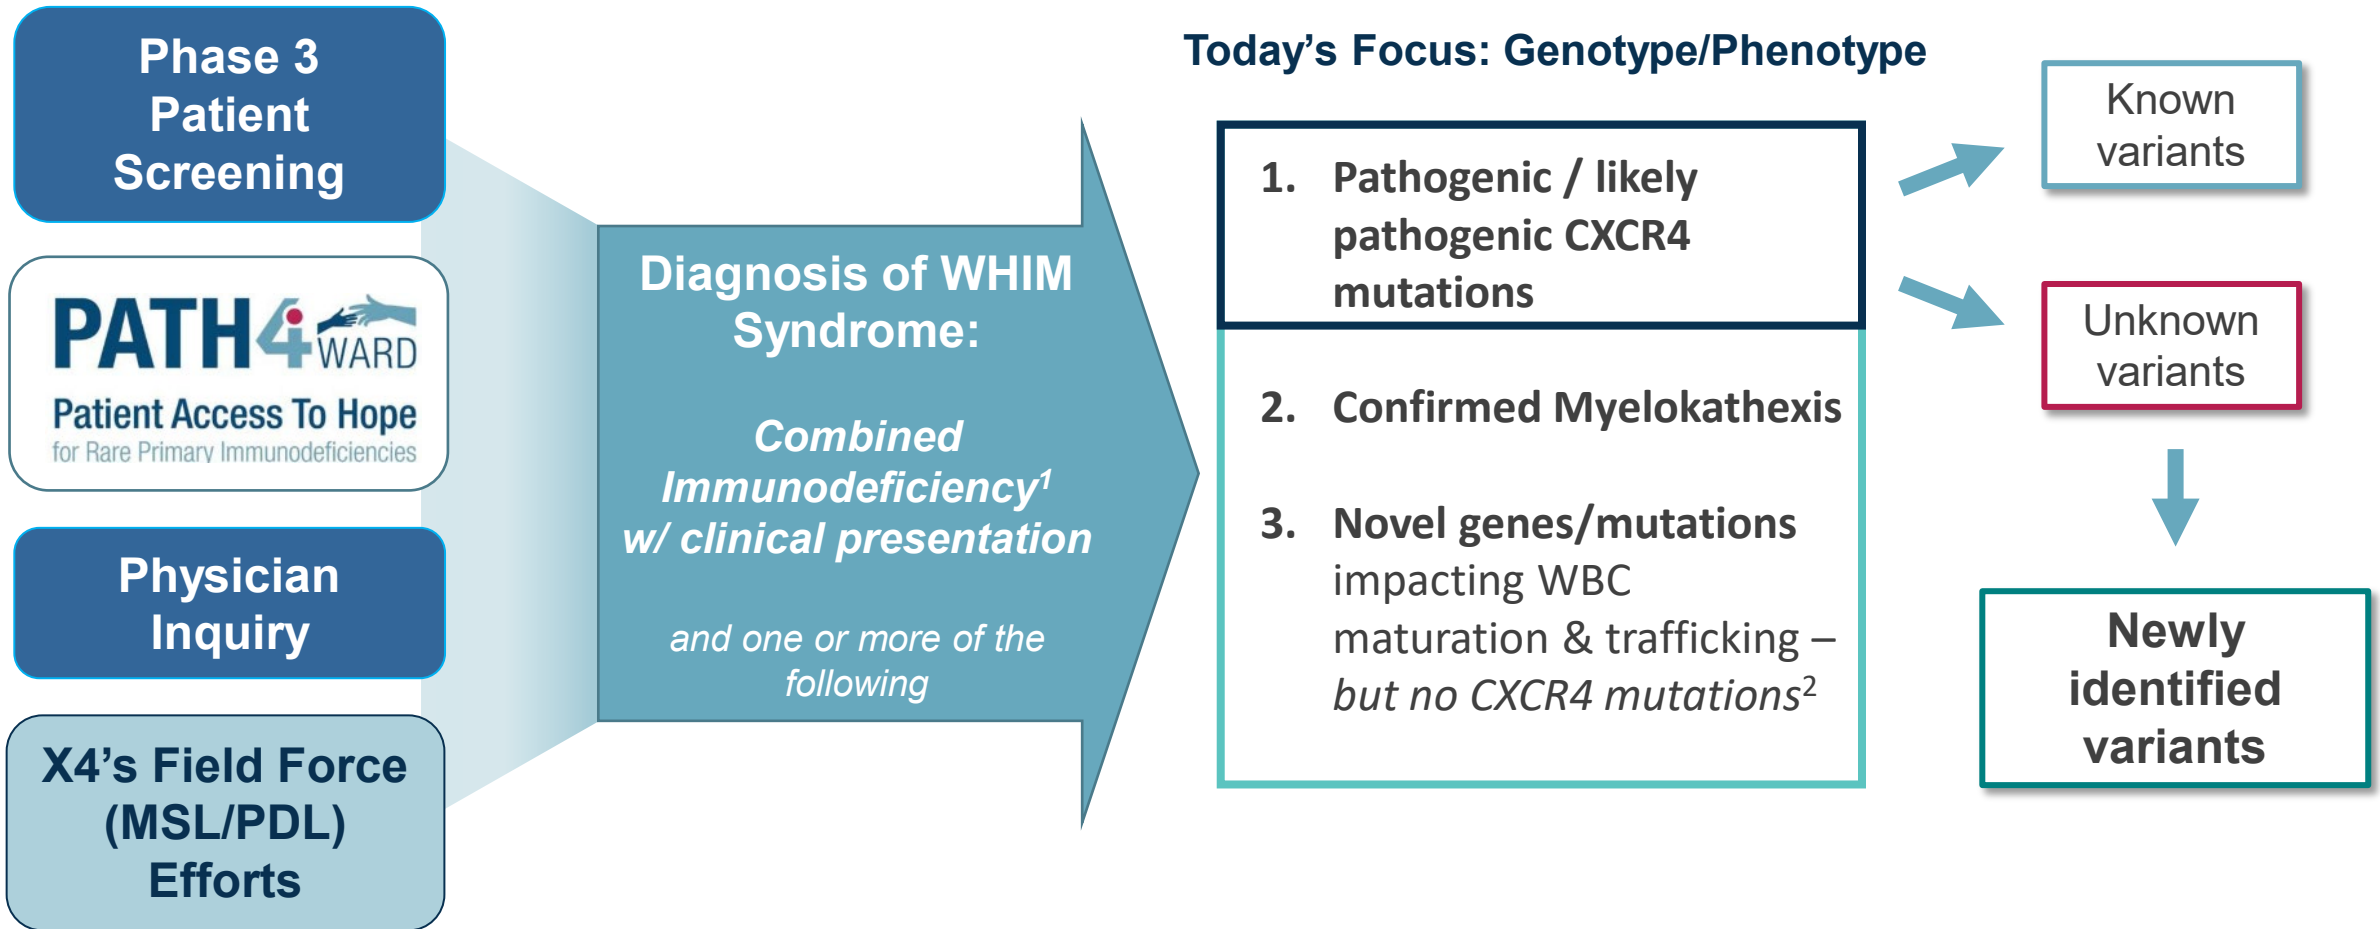 Phase 3
Patient
Screening
PATH4WARD
Patient Access To Hope
for Rare Primary Immunodeficiencies
Physician
Inquiry
X4's Field Force
(MSL/PDL)
Efforts
Diagnosis of WHIM
Syndrome:
Combined
Immunodeficiency¹
w/ clinical presentation
and one or more of the
following
Today's Focus: Genotype/Phenotype
1. Pathogenic / likely
pathogenic CXCR4
mutations
2. Confirmed Myelokathexis
3. Novel genes/mutations
impacting WBC
maturation & trafficking –
but no CXCR4 mutations²
Known
variants
Unknown
variants
Newly
identified
variants